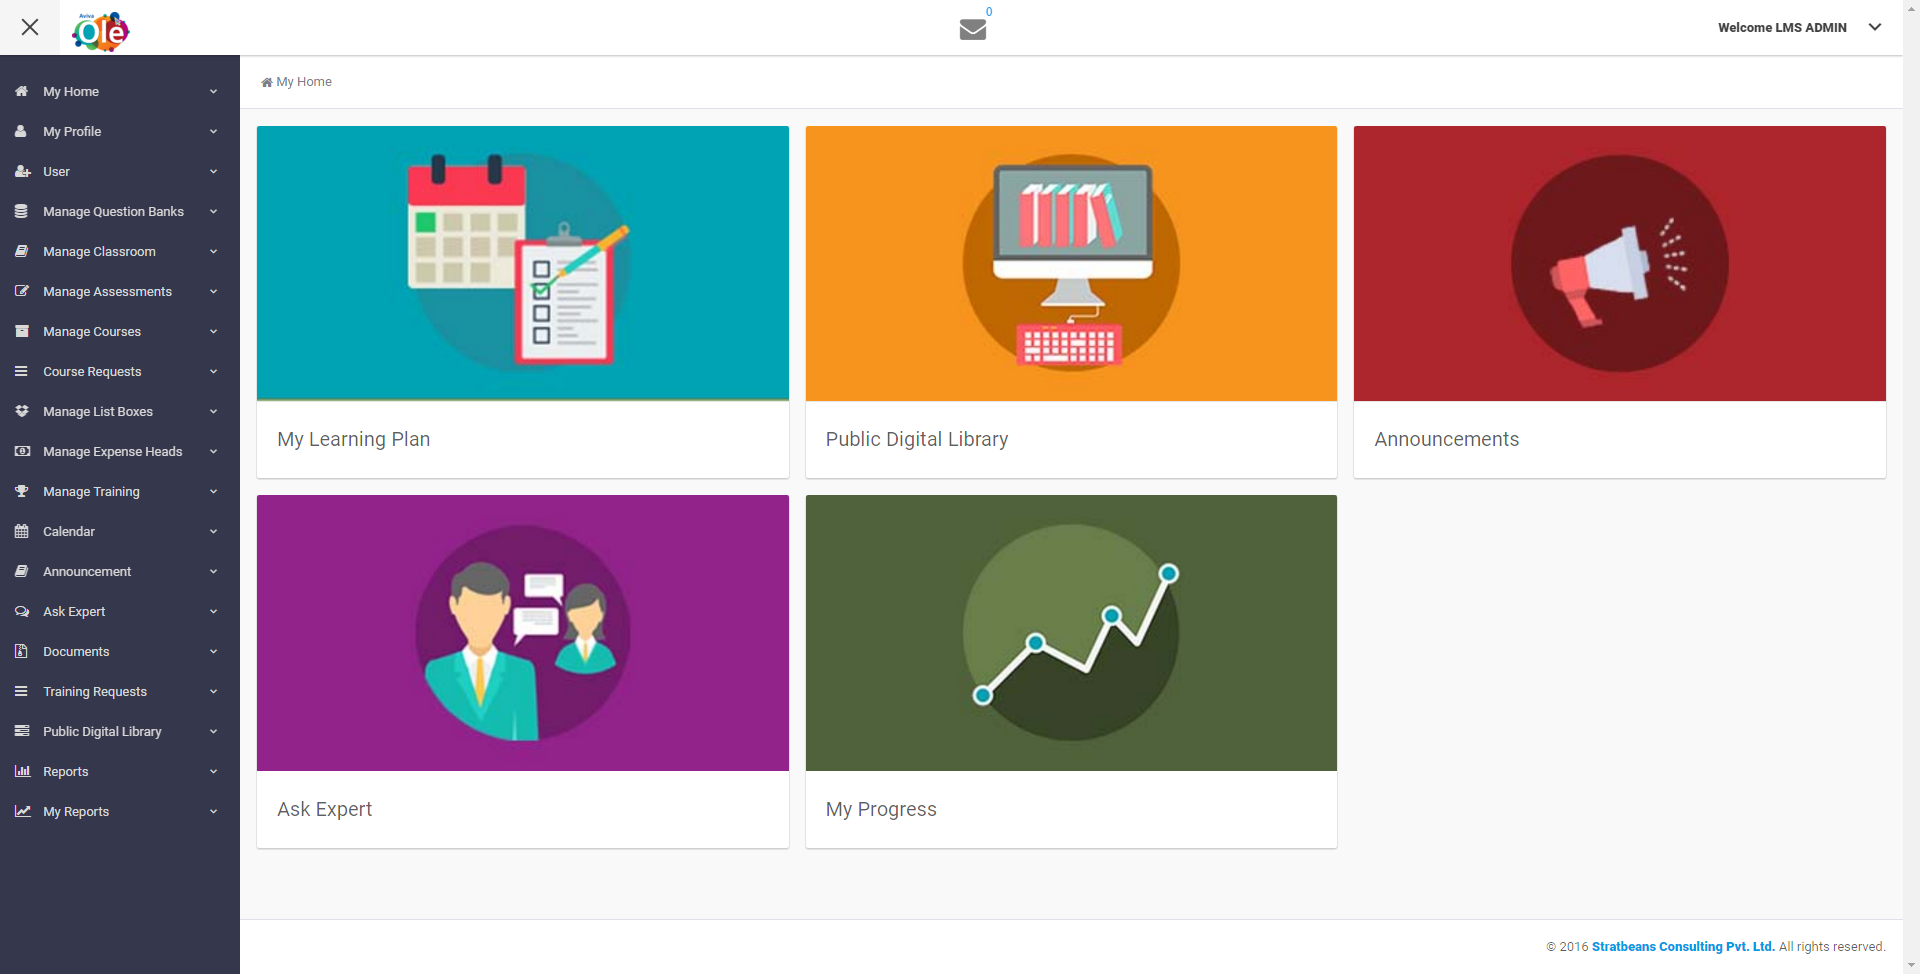 Aviva
Ole
0
Welcome LMS ADMIN
My Home
My Profile
User
Manage Question Banks
Manage Classroom
Manage Assessments
Manage Courses
Course Requests
Manage List Boxes
Manage Expense Heads
Manage Training
Calendar
Announcement
Ask Expert
Documents
Training Requests
Public Digital Library
Reports
My Reports
My Home
My Learning Plan
Public Digital Library
Announcements
Ask Expert
My Progress
© 2016 Stratbeans Consulting Pvt. Ltd. All rights reserved.